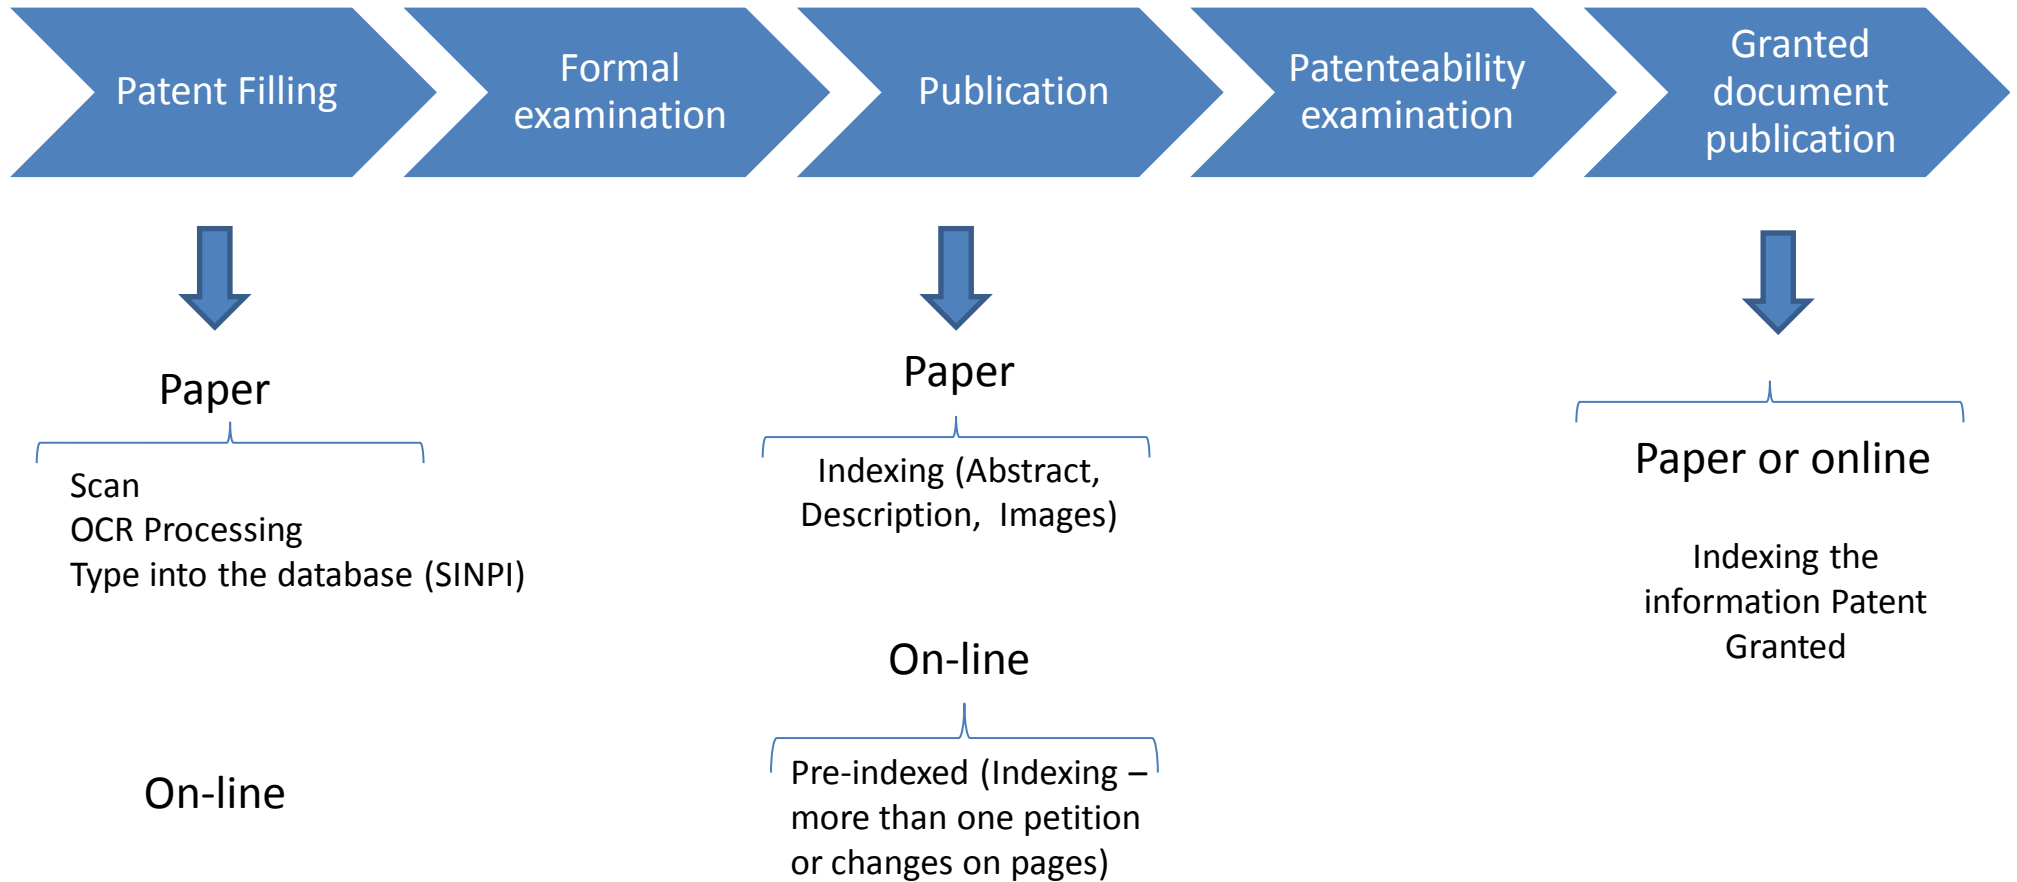 Patent Filling
Formal
examination
Publication
Patenteability
examination
Granted
document
publication
Paper
Scan
OCR Processing
Type into the database (SINPI)
On-line
Paper
Indexing (Abstract,
Description,  Images)
On-line
Pre-indexed (Indexing –
more than one petition
or changes on pages)
Paper or online
Indexing the
information Patent
Granted